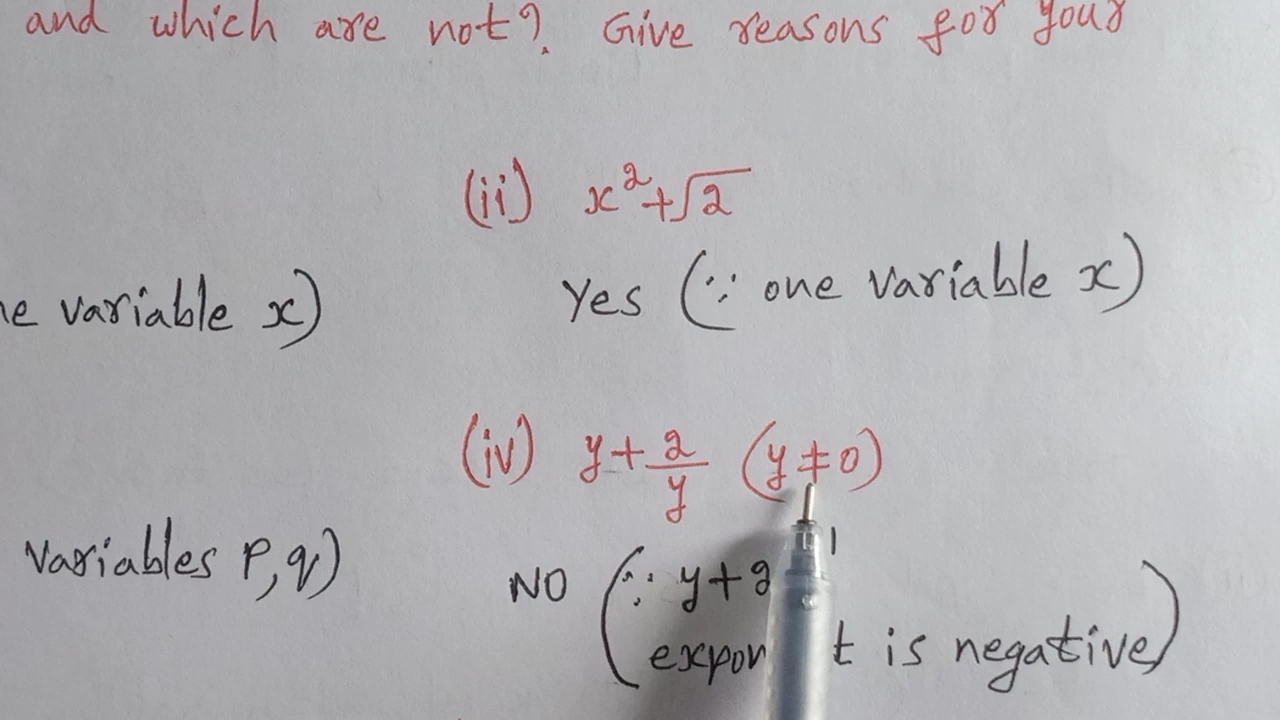 and which are not? Give reasons for your
(ii) x² + √2
variable x)
Yes (∵ one variable x)
(iv) y + 2/y (y ≠ 0)
variables P, q)
NO (∵ y + 2
is negative)